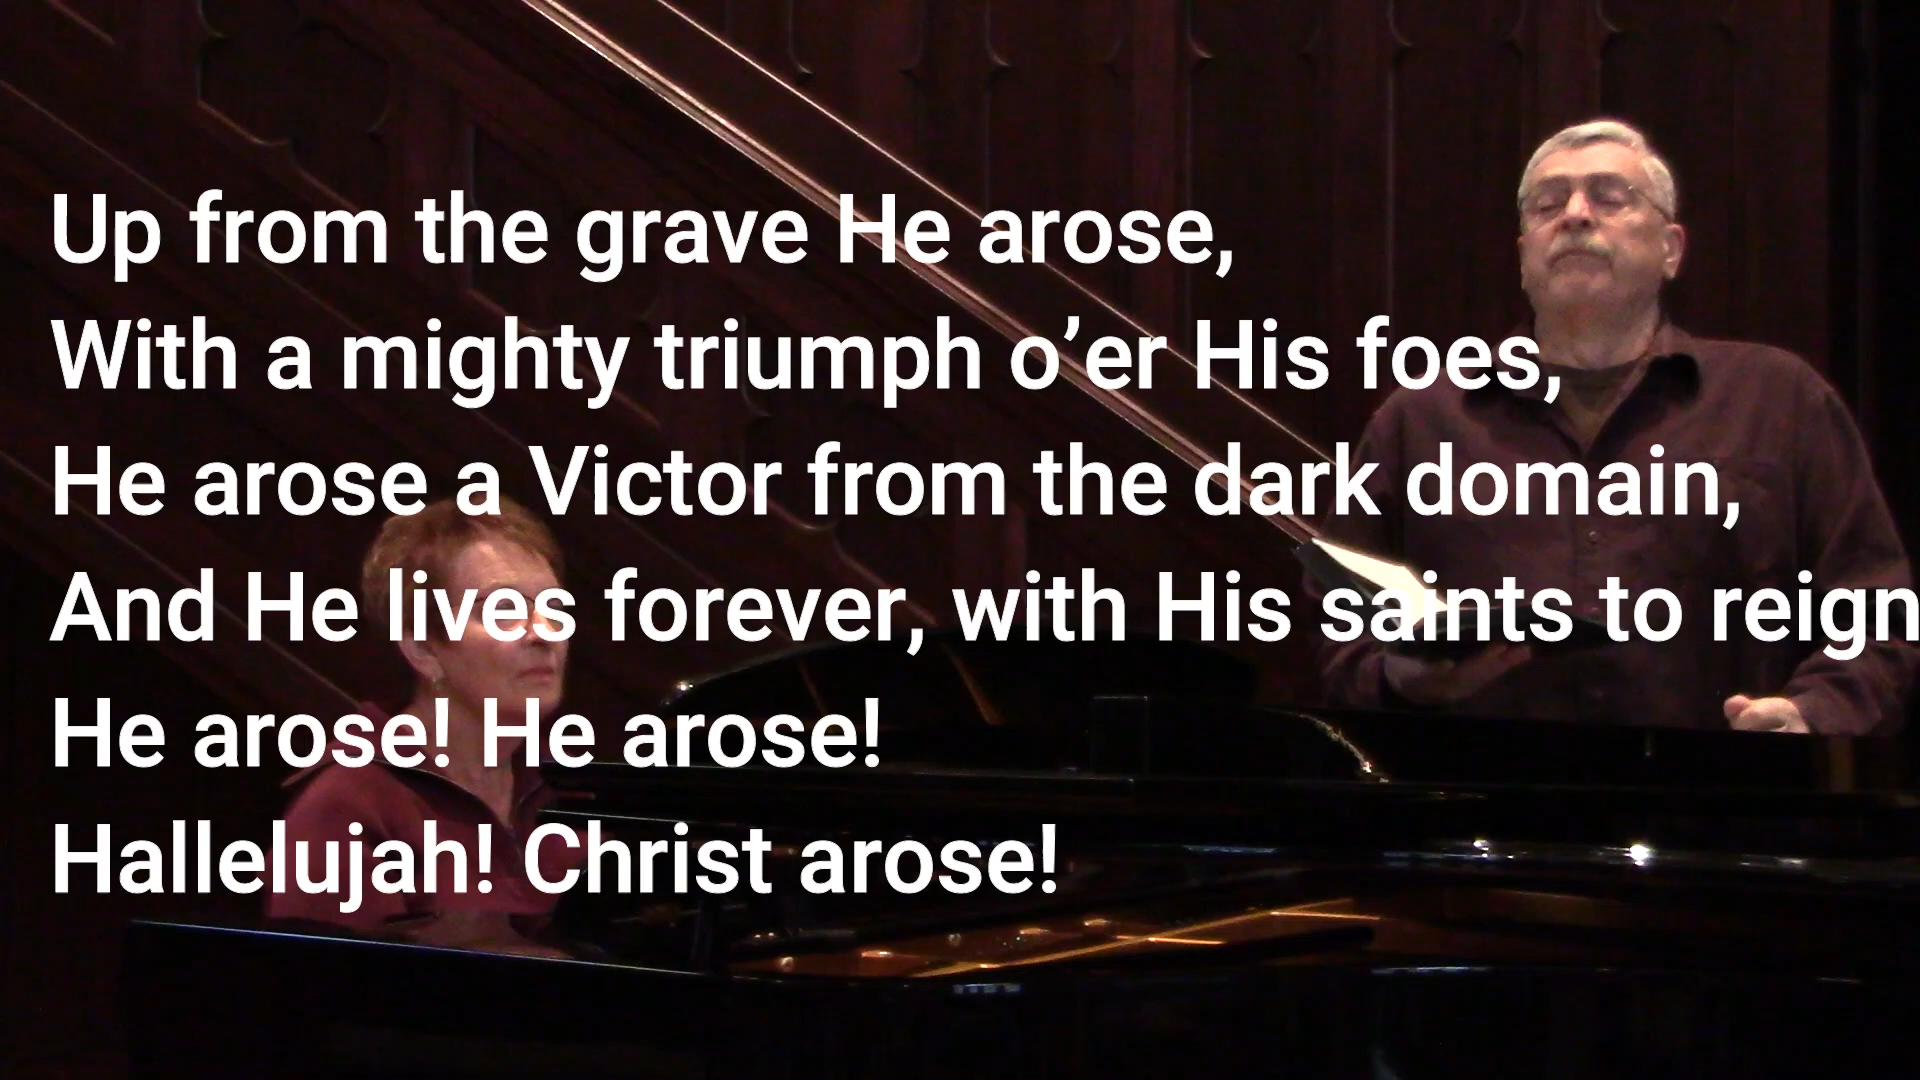 Up from the grave He arose,
With a mighty triumph o’er His foes,
He arose a Victor from the dark domain,
And He lives forever, with His saints to reign
He arose! He arose!
Hallelujah! Christ arose!